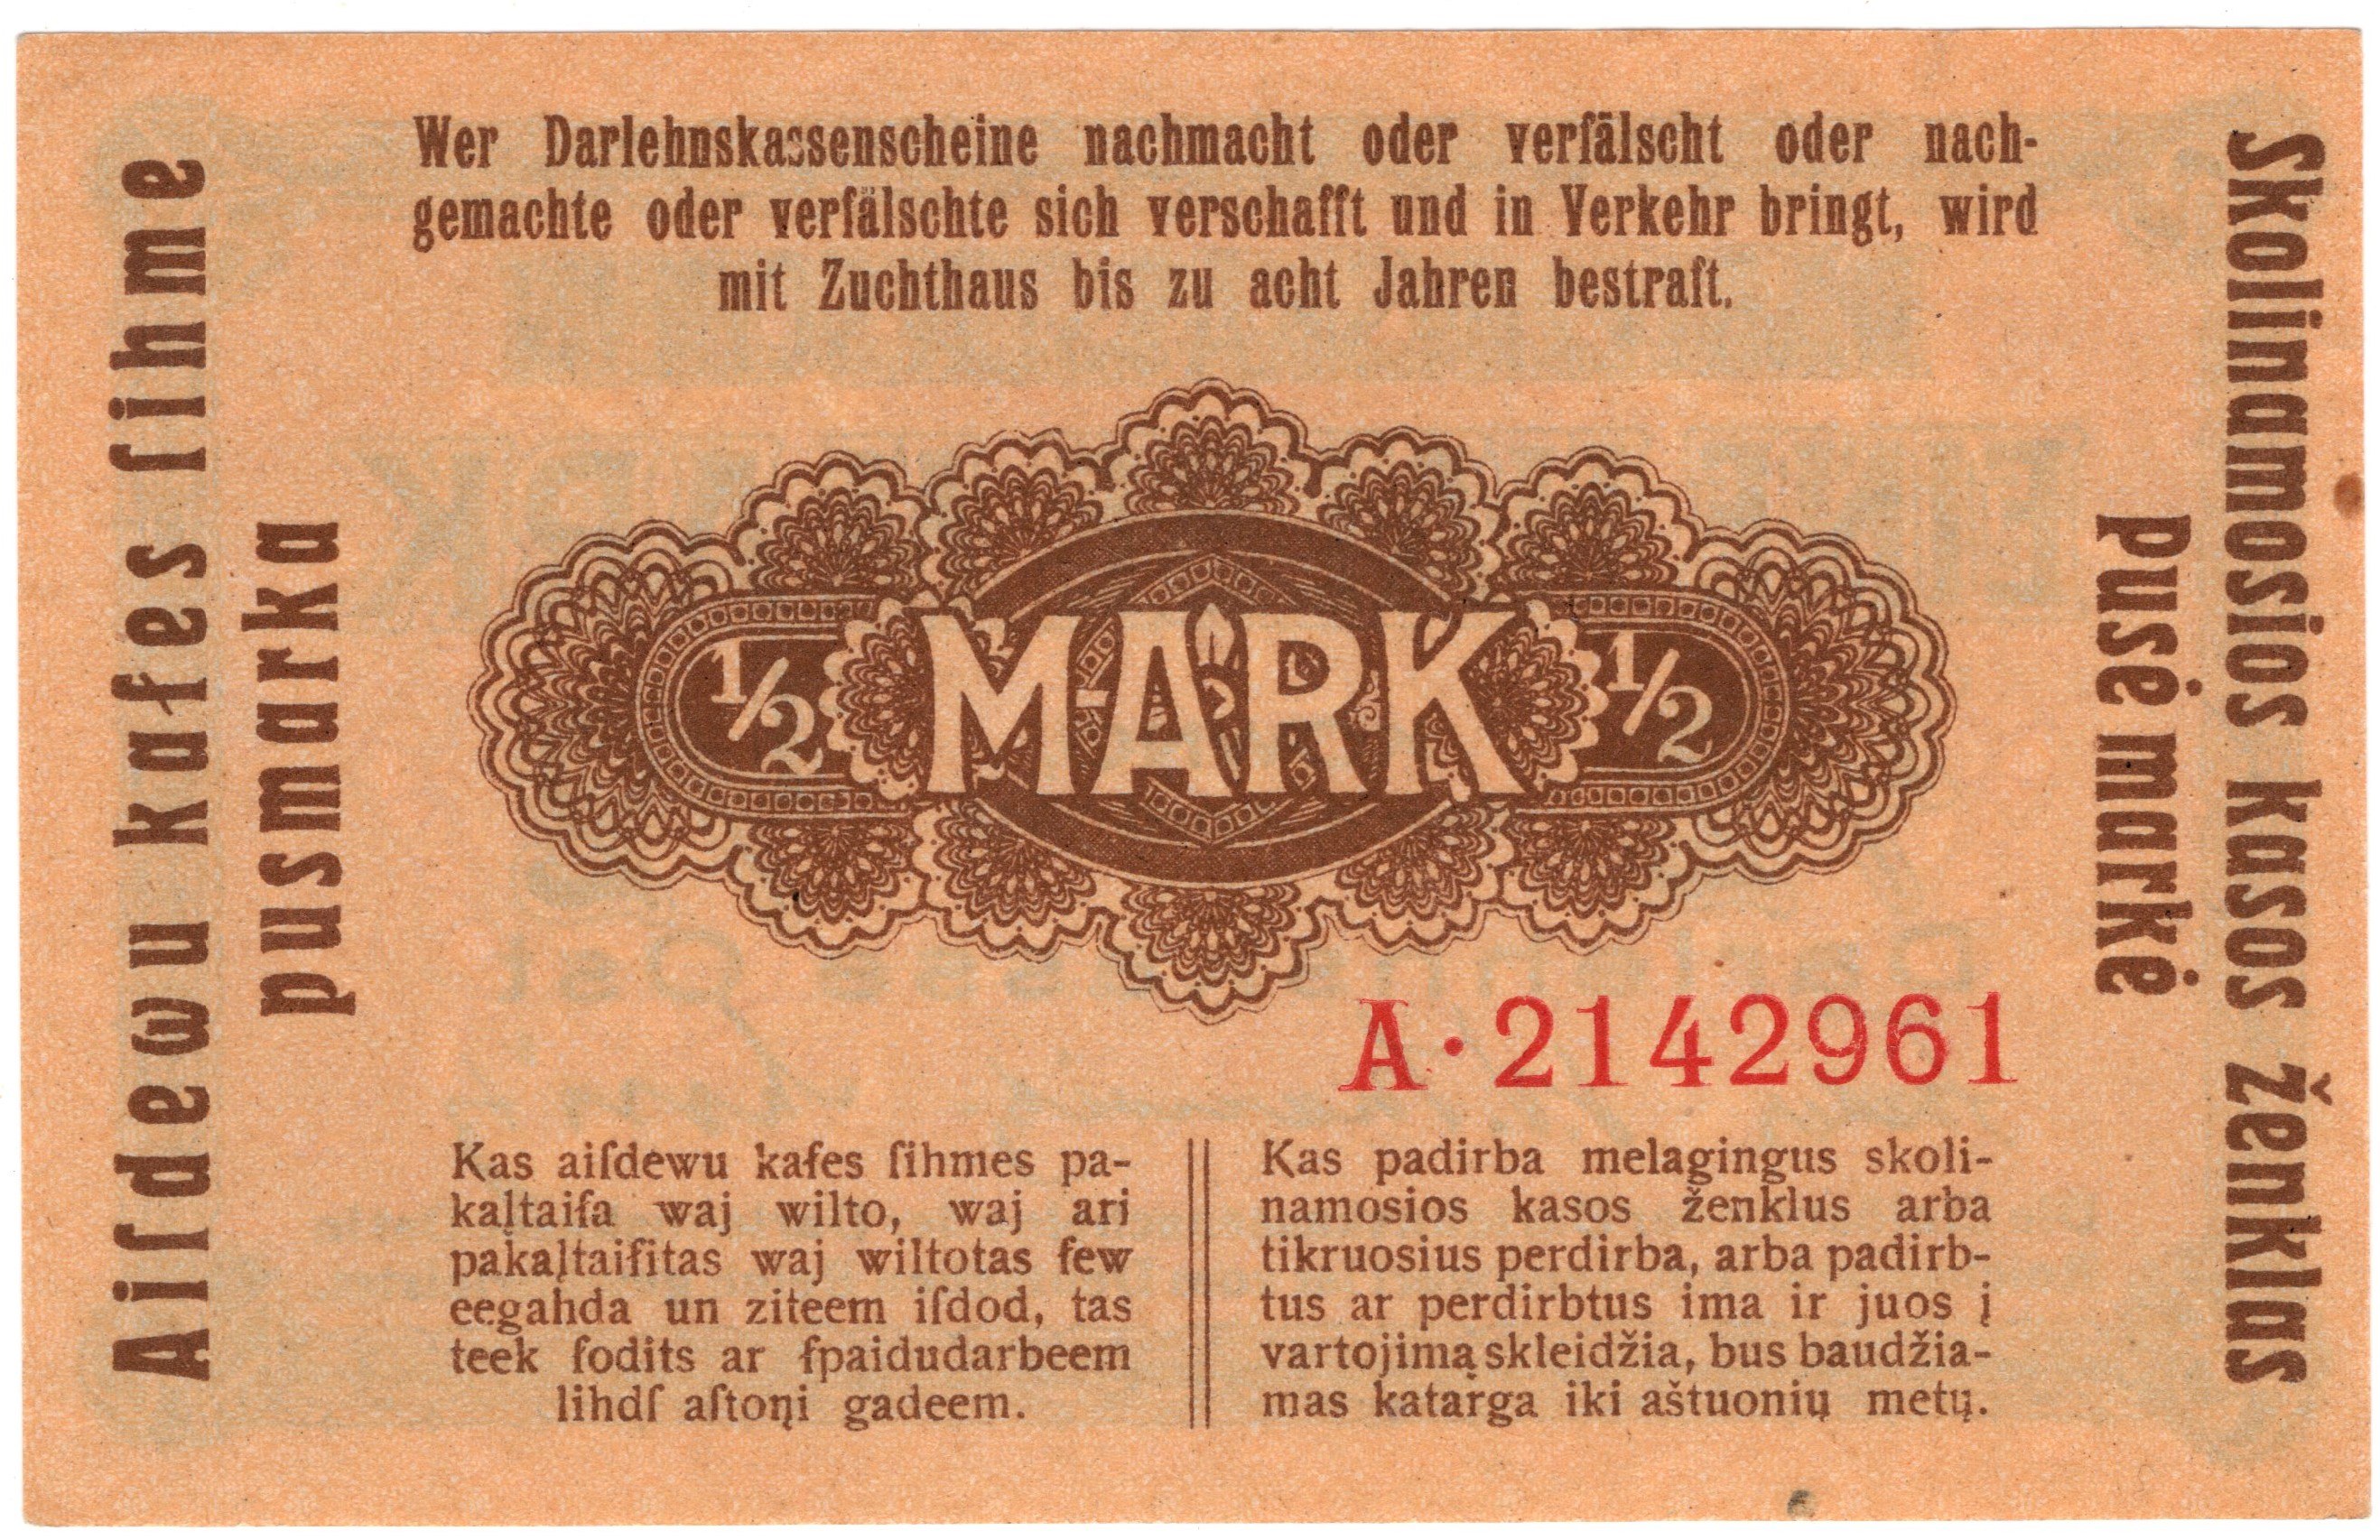 Wer Darlehnskassenscheine nachmacht oder verfälscht oder nach-
gemachte oder verfälschte sich verschafft und in Verkehr bringt, wird
mit Zuchthaus bis zu acht Jahren bestraft.
Aiſdewu kaſes ſihme
pusmarka
½ MARK ½
Skolinamosios kasos ženklas
pusė markė
A·2142961
Kas aiſdewu kaſes ſihmes pa-
kaļtaiſa waj wilto, waj ari
pakaļtaiſitas waj wiltotas ſew
eegahda un ziteem iſdod, tas
teek ſodits ar ſpaidudarbeem
lihdſ aſtoņi gadeem.
Kas padirba melagingus skoli-
namosios kasos ženklus arba
tikruosius perdirba, arba padirb-
tus ar perdirbtus ima ir juos į
vartojimą skleidžia, bus baudžia-
mas katarga iki aštuonių metų.